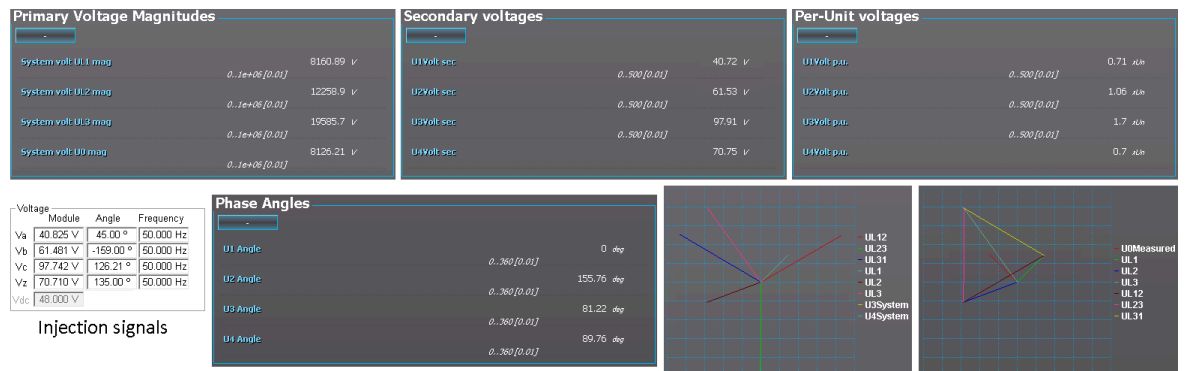 Primary Voltage Magnitudes
-
System volt UL1 mag 8160.89 V
0..1e+06 [0.01]
System volt UL2 mag 12258.9 V
0..1e+06 [0.01]
System volt UL3 mag 19585.7 V
0..1e+06 [0.01]
System volt U0 mag 8126.21 V
0..1e+06 [0.01]
Secondary voltages
-
U1Volt sec 40.72 V
0..500 [0.01]
U2Volt sec 61.53 V
0..500 [0.01]
U3Volt sec 97.91 V
0..500 [0.01]
U4Volt sec 70.75 V
Per-Unit voltages
-
U1Volt p.u. 0.71 xUn
0..500 [0.01]
U2Volt p.u. 1.06 xUn
0..500 [0.01]
U3Volt p.u. 1.7 xUn
0..500 [0.01]
U4Volt p.u. 0.7 xUn
Voltage
Module Angle Frequency
Va 40.825 V 45.00 º 50.000 Hz
Vb 61.481 V -159.00 º 50.000 Hz
Vc 97.742 V 126.21 º 50.000 Hz
Vz 70.710 V 135.00 º 50.000 Hz
Vdc 48.000 V
Injection signals
Phase Angles
-
U1 Angle 0 deg
0..360 [0.01]
U2 Angle 155.76 deg
0..360 [0.01]
U3 Angle 81.22 deg
0..360 [0.01]
U4 Angle 89.76 deg
0..360 [0.01]
UL12
UL23
UL31
UL1
UL2
UL3
U3System
U4System
U0Measured
UL1
UL2
UL3
UL12
UL23
UL31